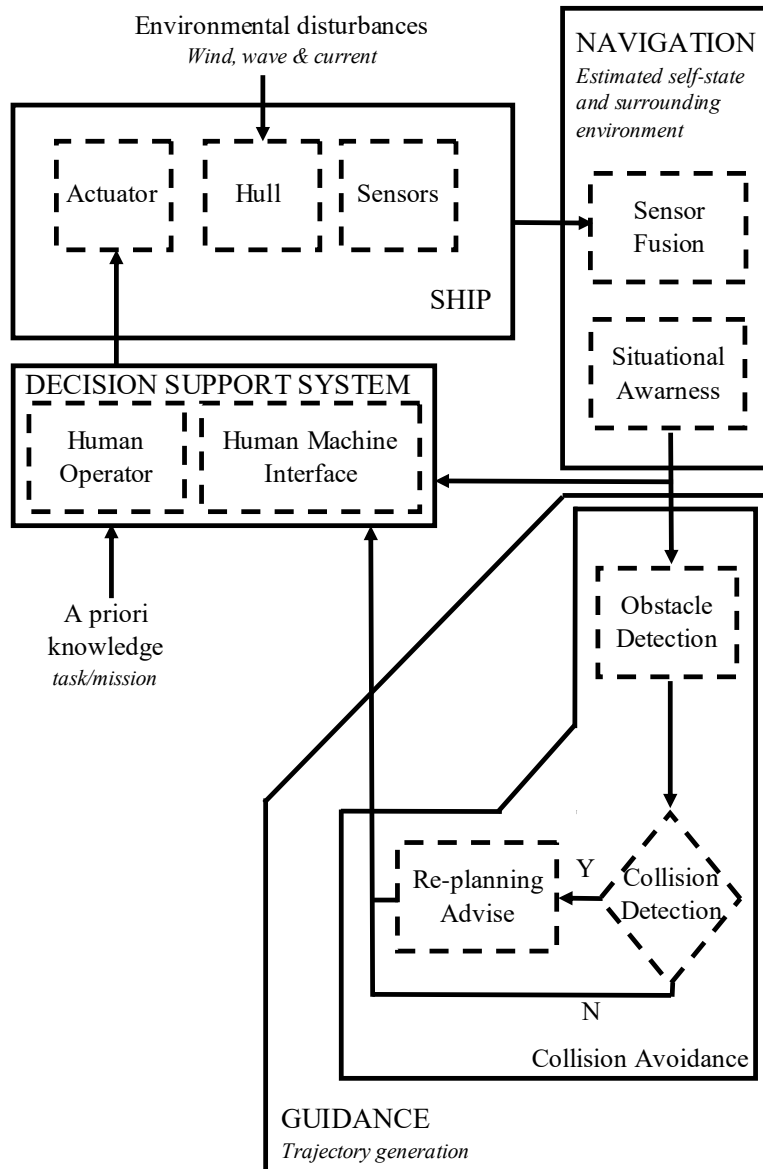 Environmental disturbances
Wind, wave & current
NAVIGATION
Estimated self-state
and surrounding
environment
Actuator
Hull
Sensors
Sensor
Fusion
SHIP
Situational
Awarness
DECISION SUPPORT SYSTEM
Human
Operator
Human Machine
Interface
A priori
knowledge
task/mission
Obstacle
Detection
Collision
Detection
Y
Re-planning
Advise
N
Collision Avoidance
GUIDANCE
Trajectory generation